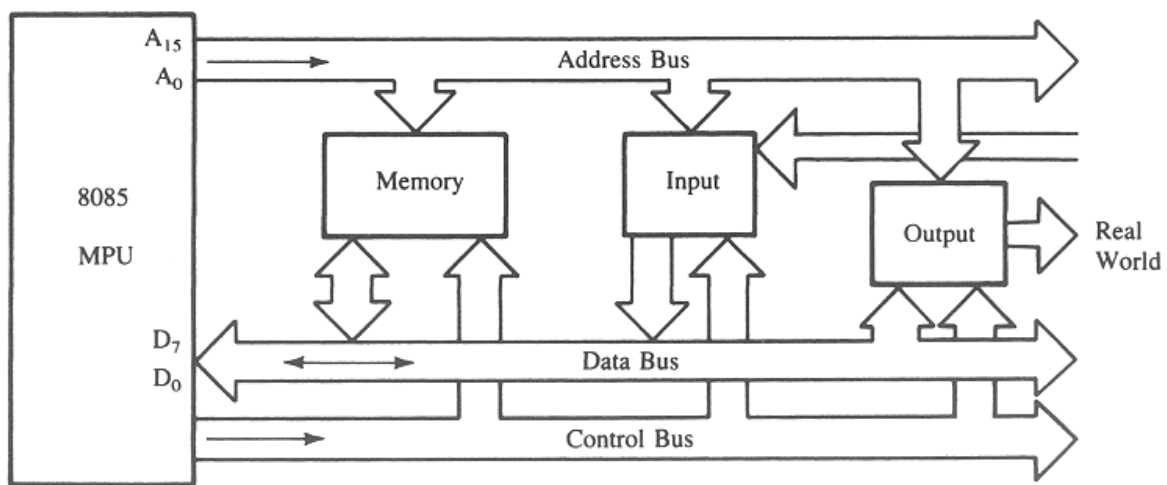 A15
Address Bus
A0
8085
MPU
Memory
Input
Output
Real
World
D7
Data Bus
D0
Control Bus